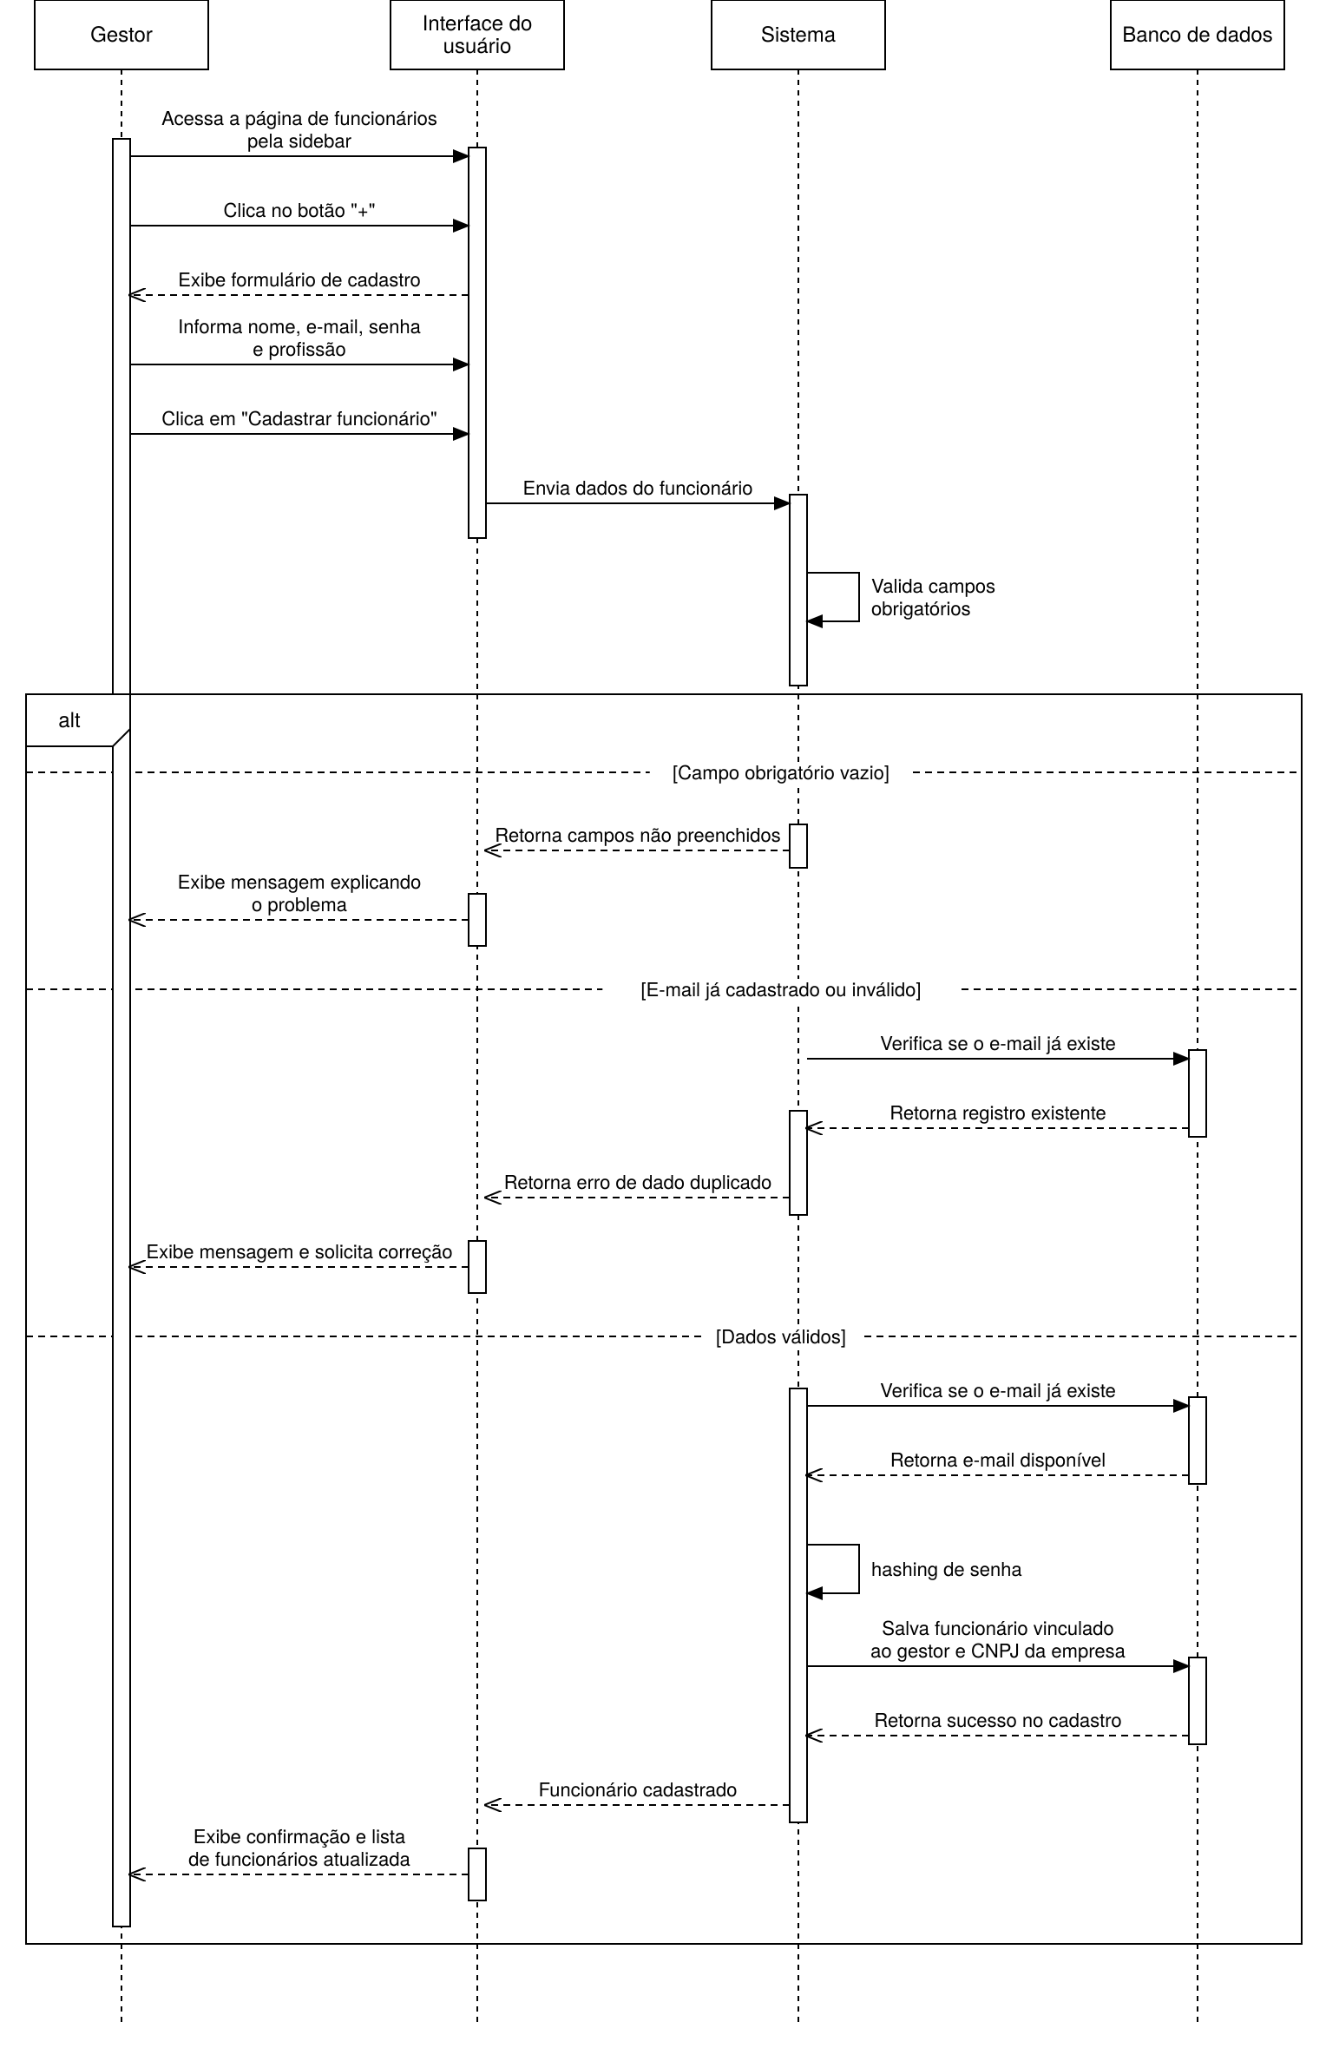 Gestor
Interface do
usuário
Sistema
Banco de dados
Acessa a página de funcionários
pela sidebar
Clica no botão "+"
Exibe formulário de cadastro
Informa nome, e-mail, senha
e profissão
Clica em "Cadastrar funcionário"
Envia dados do funcionário
Valida campos
obrigatórios
alt
[Campo obrigatório vazio]
Retorna campos não preenchidos
Exibe mensagem explicando
o problema
[E-mail já cadastrado ou inválido]
Verifica se o e-mail já existe
Retorna registro existente
Retorna erro de dado duplicado
Exibe mensagem e solicita correção
[Dados válidos]
Verifica se o e-mail já existe
Retorna e-mail disponível
hashing de senha
Salva funcionário vinculado
ao gestor e CNPJ da empresa
Retorna sucesso no cadastro
Funcionário cadastrado
Exibe confirmação e lista
de funcionários atualizada